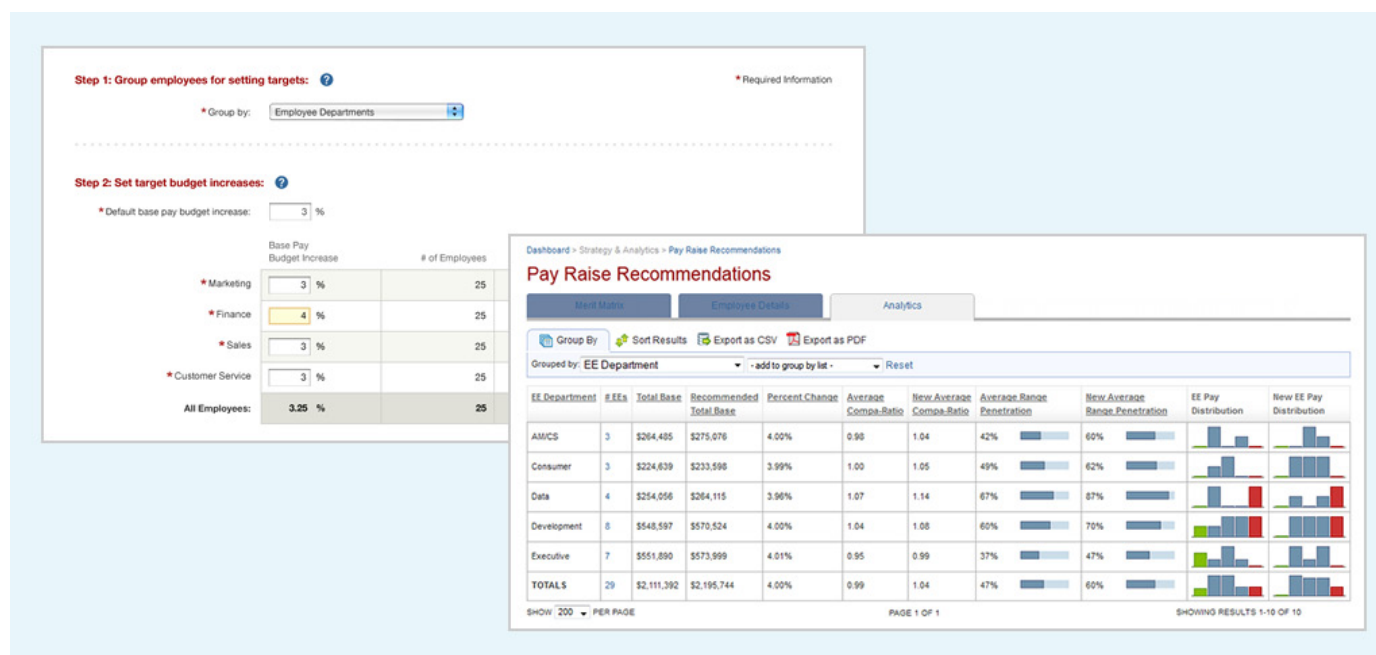 Step 1: Group employees for setting targets: ?
* Required Information
* Group by: Employee Departments
Step 2: Set target budget increases: ?
* Default base pay budget increase: 3 %
Base Pay
Budget Increase # of Employees
* Marketing 3 % 25
* Finance 4 % 25
* Sales 3 % 25
* Customer Service 3 % 25
All Employees: 3.25 % 25
Dashboard > Strategy & Analytics > Pay Raise Recommendations
Pay Raise Recommendations
Merit Matrix Employee Details Analytics
Group By Sort Results Export as CSV Export as PDF
Grouped by: EE Department - add to group by list - Reset
EE Department # EEs Total Base Recommended Percent Change Average New Average Average Range New Average EE Pay New EE Pay
Total Base Compa-Ratio Compa-Ratio Penetration Range Penetration Distribution Distribution
AM/CS 3 $264,485 $275,076 4.00% 0.98 1.04 42% 60%
Consumer 3 $224,639 $233,598 3.99% 1.00 1.05 49% 62%
Data 4 $254,056 $264,115 3.96% 1.07 1.14 67% 87%
Development 8 $548,597 $570,524 4.00% 1.04 1.08 60% 70%
Executive 7 $551,890 $573,999 4.01% 0.95 0.99 37% 47%
TOTALS 29 $2,111,392 $2,195,744 4.00% 0.99 1.04 47% 60%
SHOW 200 PER PAGE PAGE 1 OF 1 SHOWING RESULTS 1-10 OF 10